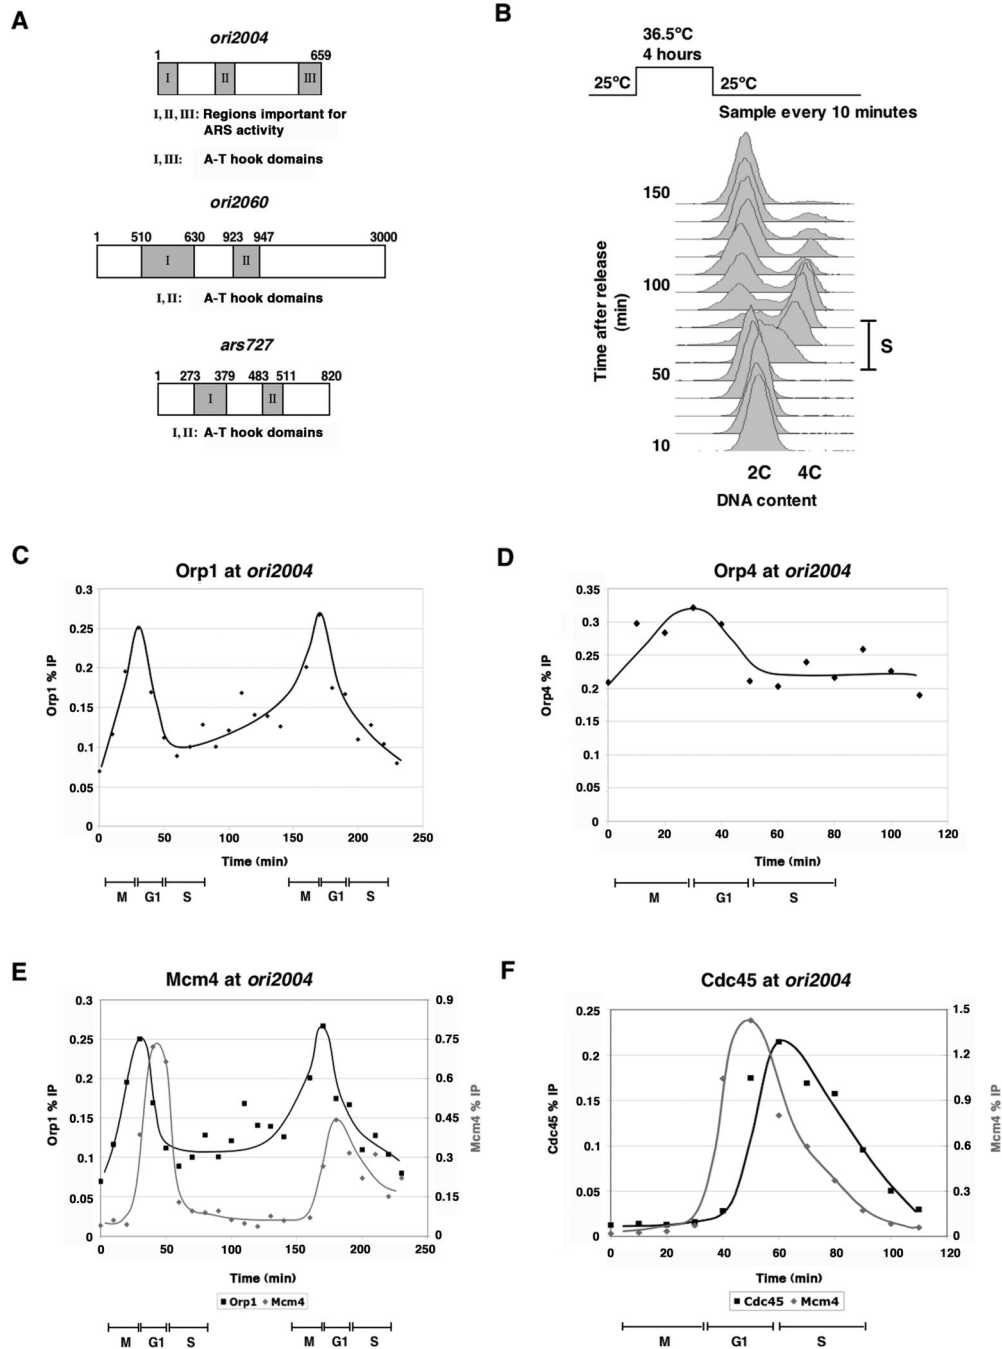 A
ori2004
1 659
I II III
I, II, III: Regions important for
ARS activity
I, III: A-T hook domains
ori2060
1 510 630 923 947 3000
I II
I, II: A-T hook domains
ars727
1 273 379 483 511 820
I II
I, II: A-T hook domains
B
36.5°C
4 hours
25°C 25°C
Sample every 10 minutes
150
100
50
10
Time after release
(min)
S
2C 4C
DNA content
C
Orp1 at ori2004
0.3
0.25
0.2
0.15
0.1
0.05
0
Orp1 % IP
0 50 100 150 200 250
Time (min)
M G1 S M G1 S
D
Orp4 at ori2004
0.35
0.3
0.25
0.2
0.15
0.1
0.05
0
Orp4 % IP
0 20 40 60 80 100 120
Time (min)
M G1 S
E
Mcm4 at ori2004
0.3
0.25
0.2
0.15
0.1
0.05
0
Orp1 % IP
0.9
0.75
0.6
0.45
0.3
0.15
0
Mcm4 % IP
0 50 100 160 200 250
Time (min)
Orp1 Mcm4
M G1 S M G1 S
F
Cdc45 at ori2004
0.25
0.2
0.15
0.1
0.05
0
Cdc45 % IP
1.5
1.2
0.9
0.6
0.3
0
Mcm4 % IP
0 20 40 60 80 100 120
Time (min)
Cdc45 Mcm4
M G1 S